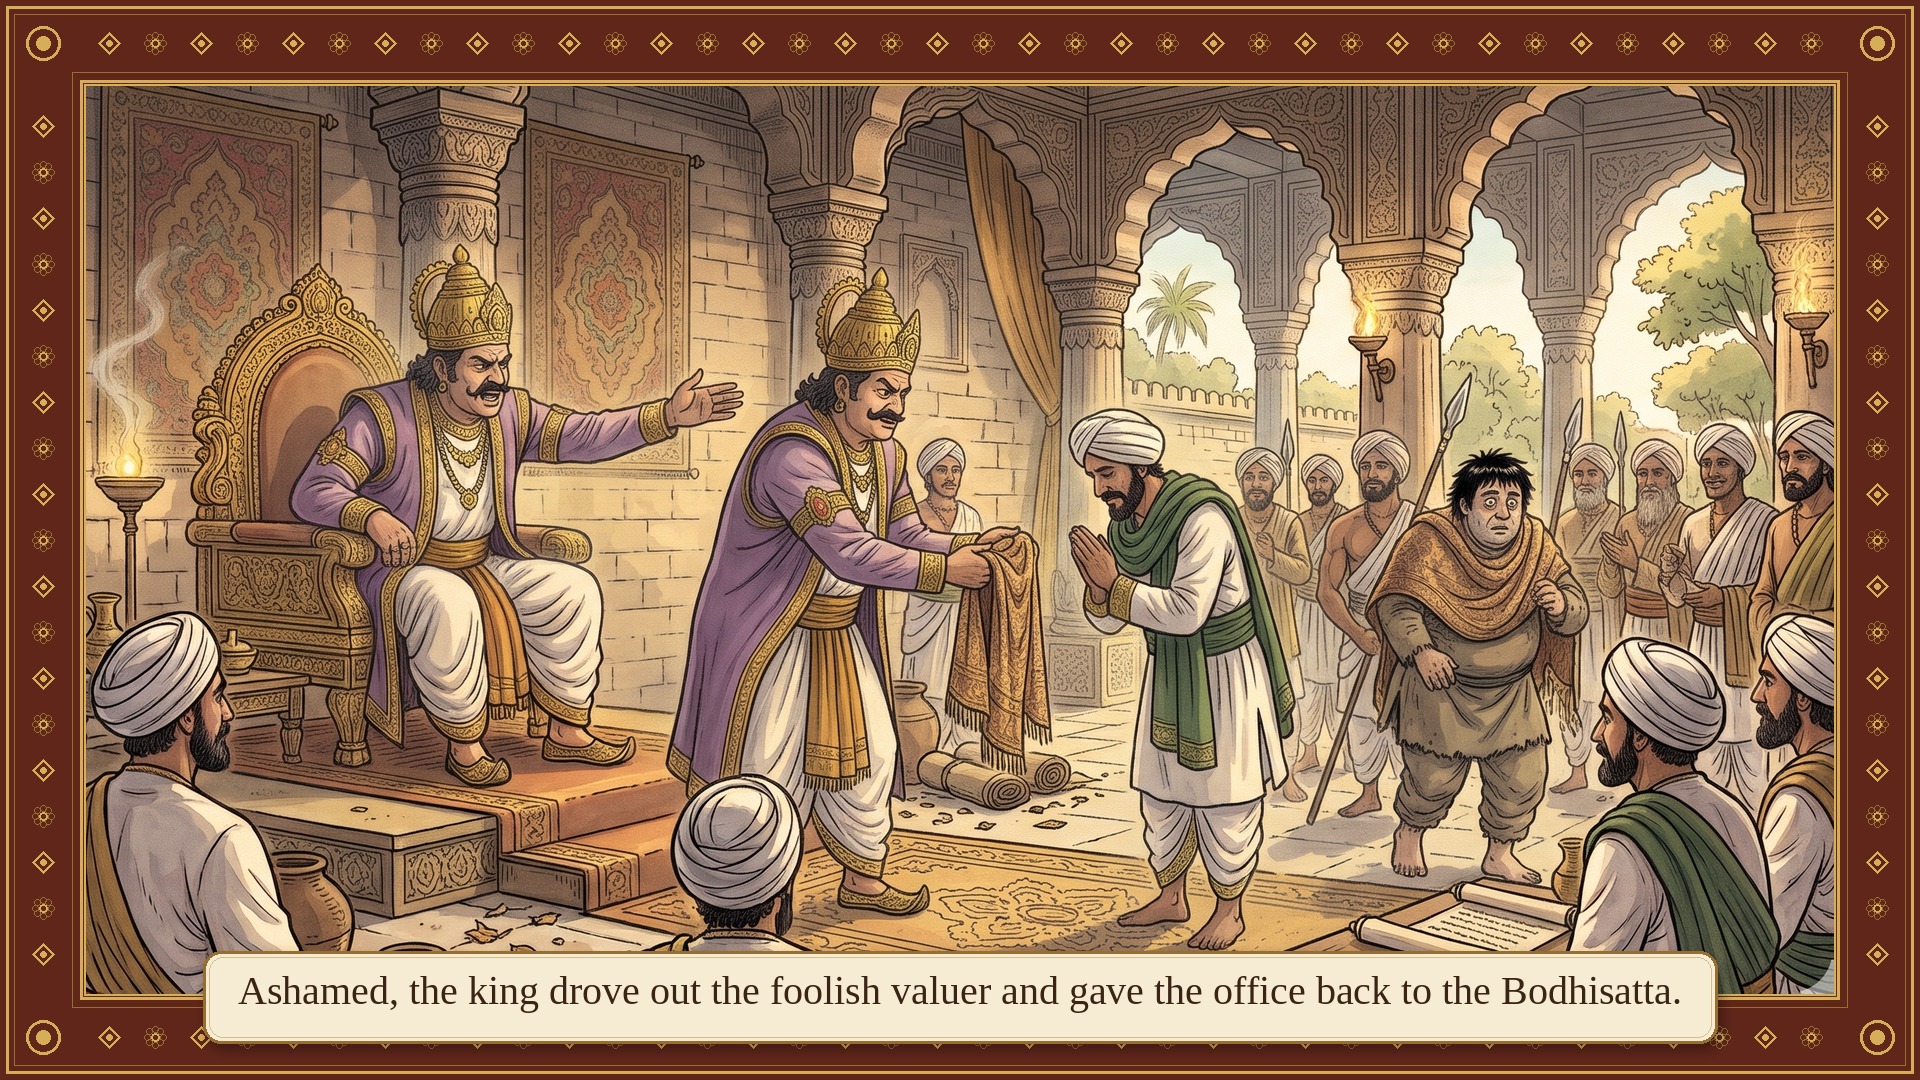 Ashamed, the king drove out the foolish valuer and gave the office back to the Bodhisatta.